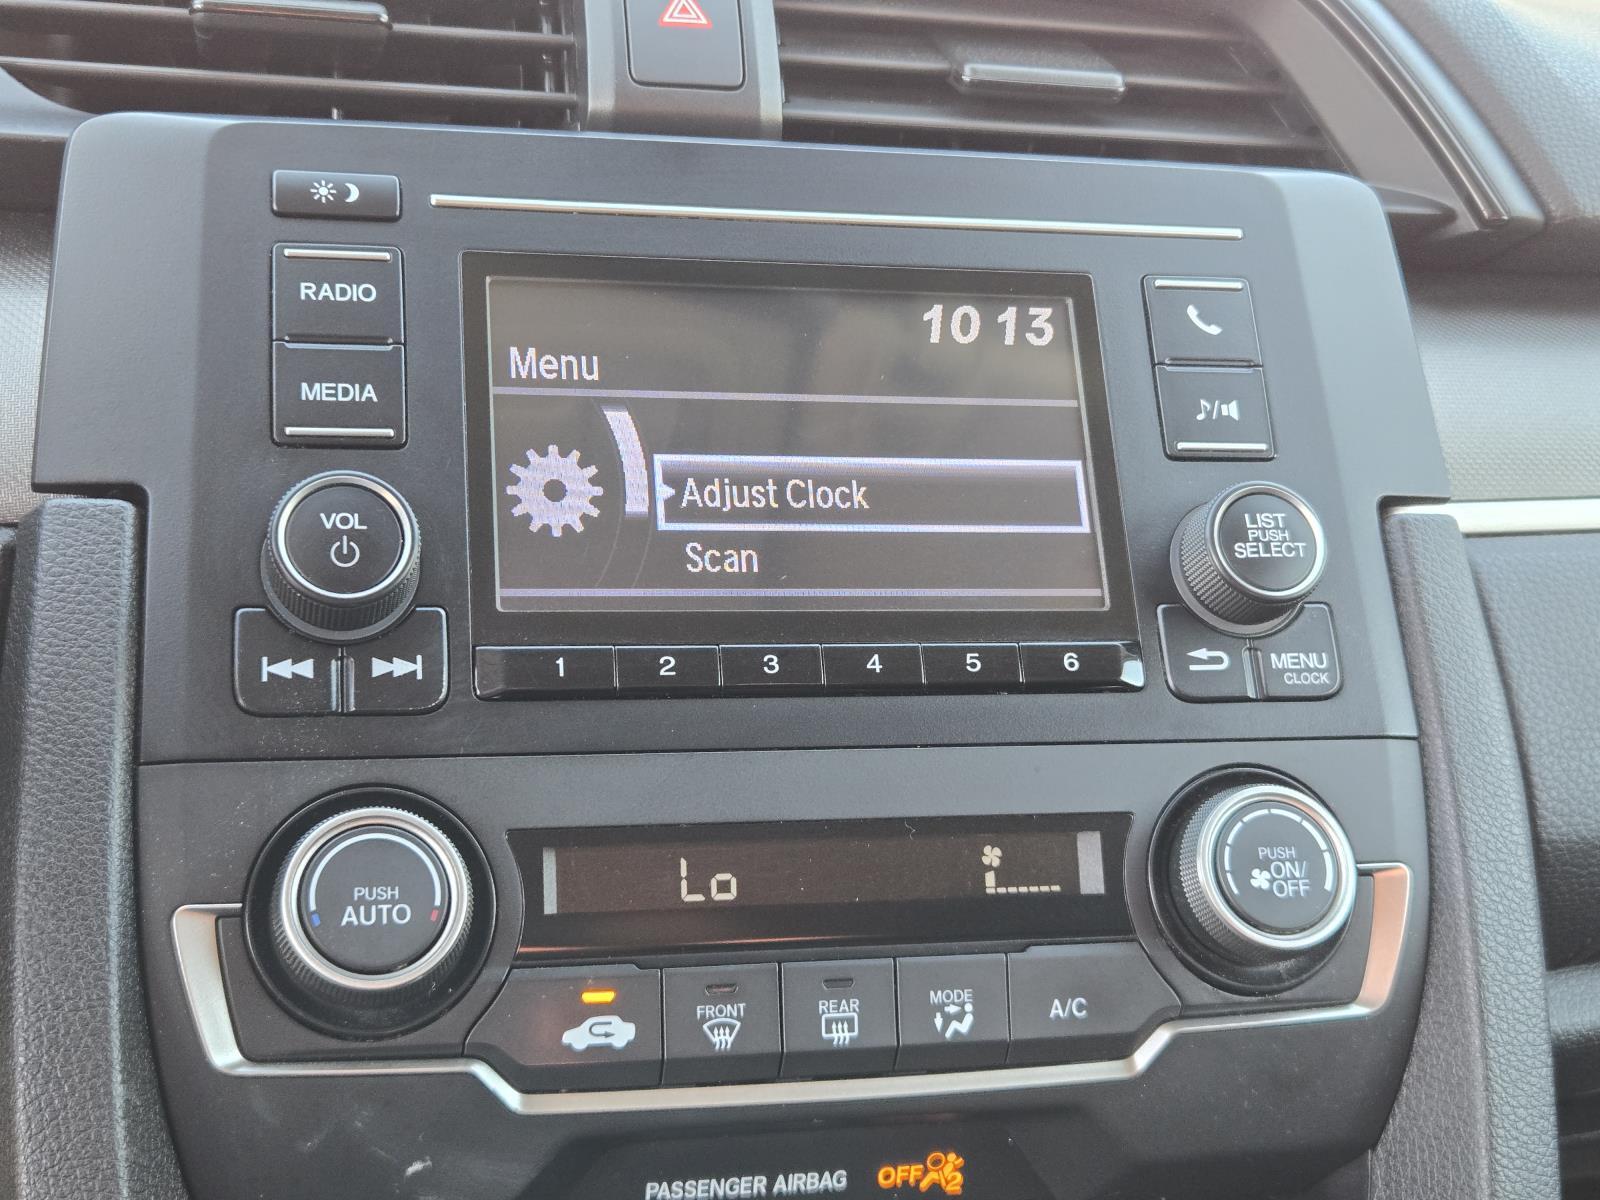 RADIO
MEDIA
VOL
10 13
Menu
Adjust Clock
Scan
LIST
PUSH
SELECT
1 2 3 4 5 6
MENU
CLOCK
PUSH
AUTO
Lo
PUSH
ON/
OFF
FRONT
REAR
MODE
A/C
PASSENGER AIRBAG OFF 2